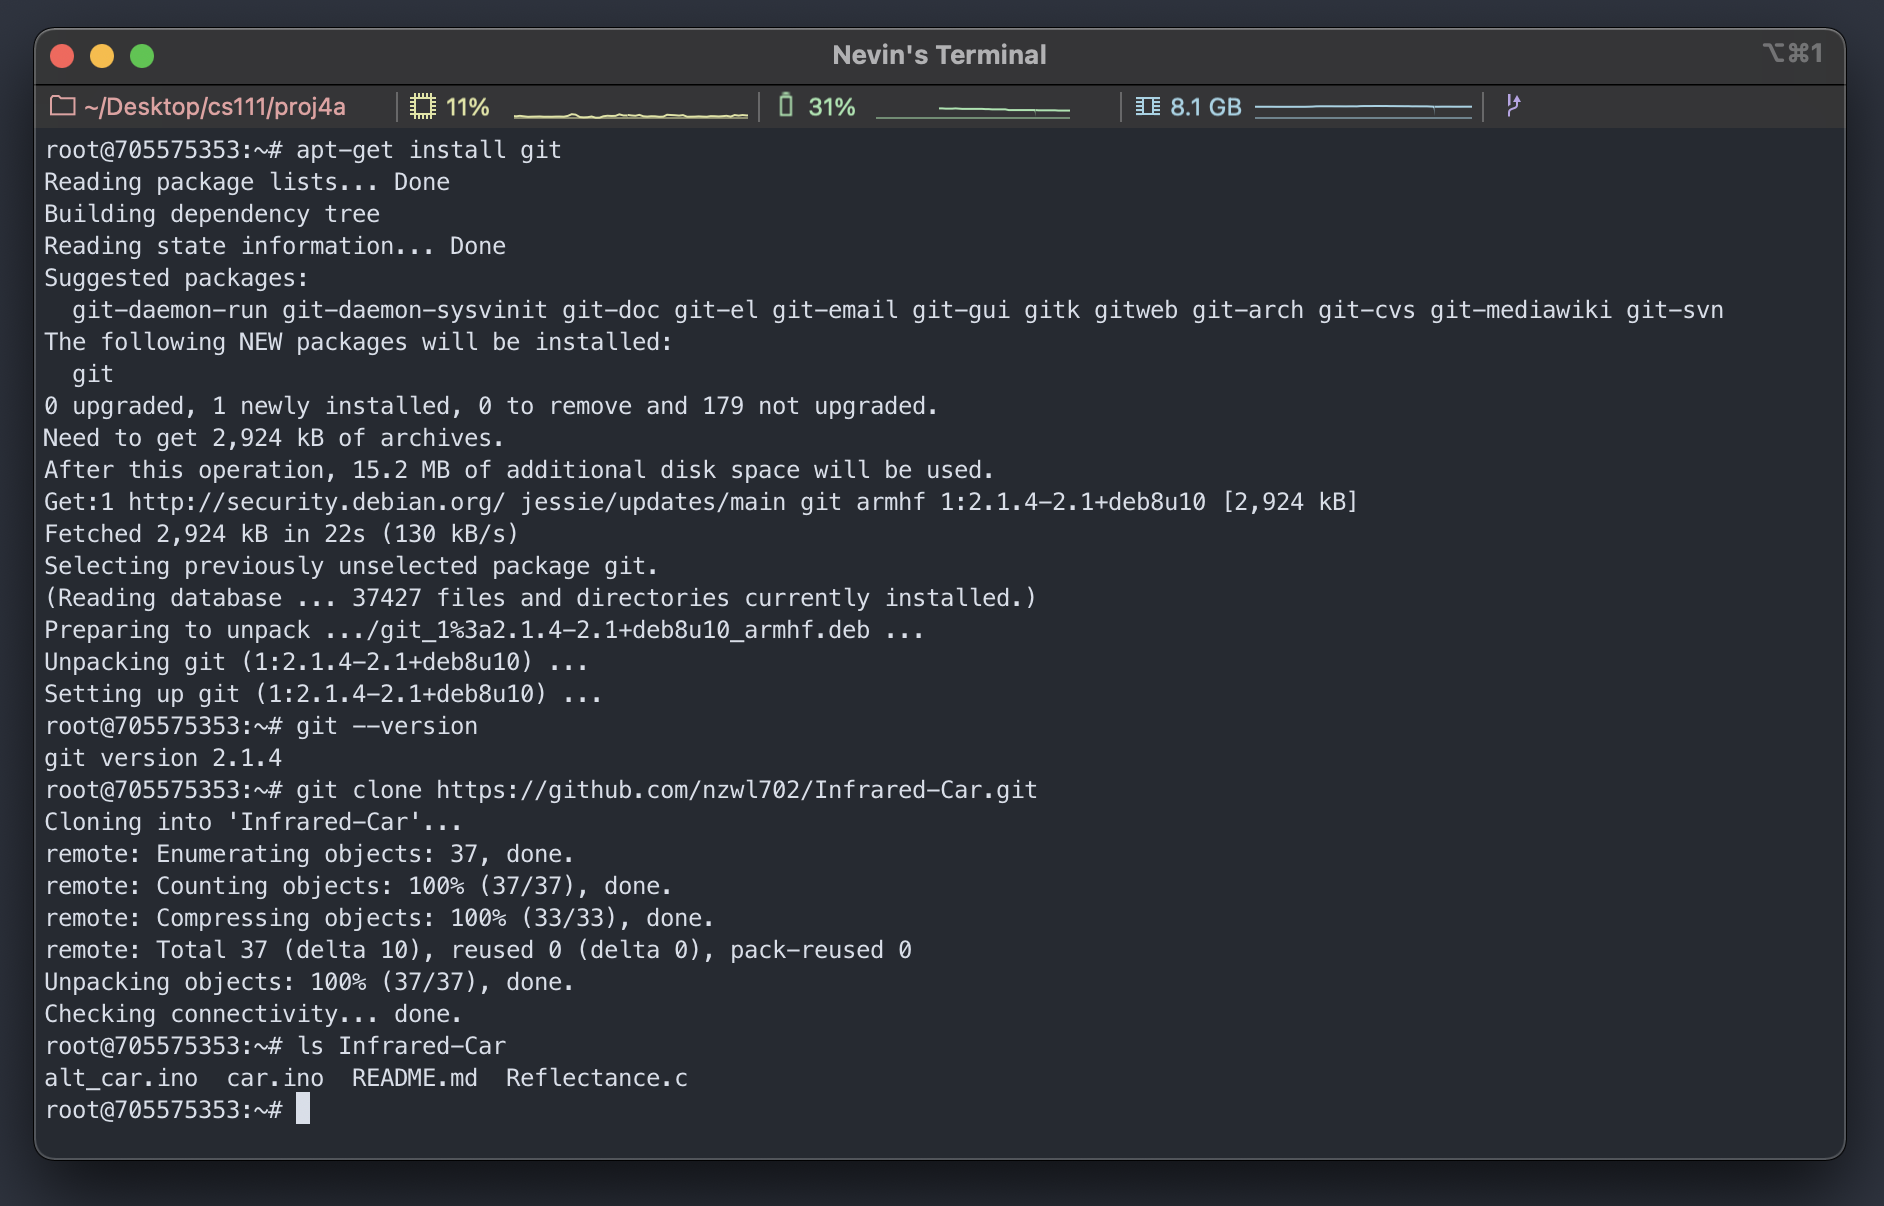 Nevin's Terminal
⌥⌘1
~/Desktop/cs111/proj4a 11% 31% 8.1 GB
root@705575353:~# apt-get install git
Reading package lists... Done
Building dependency tree
Reading state information... Done
Suggested packages:
  git-daemon-run git-daemon-sysvinit git-doc git-el git-email git-gui gitk gitweb git-arch git-cvs git-mediawiki git-svn
The following NEW packages will be installed:
  git
0 upgraded, 1 newly installed, 0 to remove and 179 not upgraded.
Need to get 2,924 kB of archives.
After this operation, 15.2 MB of additional disk space will be used.
Get:1 http://security.debian.org/ jessie/updates/main git armhf 1:2.1.4-2.1+deb8u10 [2,924 kB]
Fetched 2,924 kB in 22s (130 kB/s)
Selecting previously unselected package git.
(Reading database ... 37427 files and directories currently installed.)
Preparing to unpack .../git_1%3a2.1.4-2.1+deb8u10_armhf.deb ...
Unpacking git (1:2.1.4-2.1+deb8u10) ...
Setting up git (1:2.1.4-2.1+deb8u10) ...
root@705575353:~# git --version
git version 2.1.4
root@705575353:~# git clone https://github.com/nzwl702/Infrared-Car.git
Cloning into 'Infrared-Car'...
remote: Enumerating objects: 37, done.
remote: Counting objects: 100% (37/37), done.
remote: Compressing objects: 100% (33/33), done.
remote: Total 37 (delta 10), reused 0 (delta 0), pack-reused 0
Unpacking objects: 100% (37/37), done.
Checking connectivity... done.
root@705575353:~# ls Infrared-Car
alt_car.ino  car.ino  README.md  Reflectance.c
root@705575353:~#